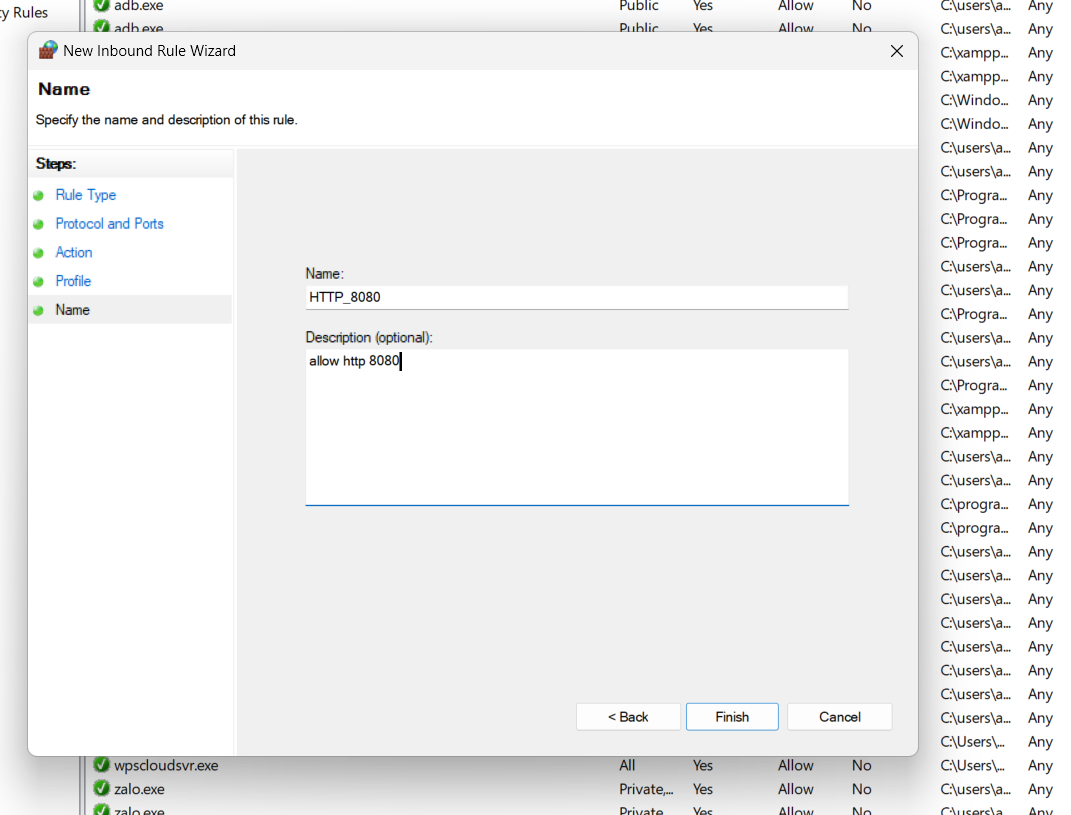 ty Rules
adb.exe Public Yes Allow No C:\users\a... Any
adb.exe Public Yes Allow No C:\users\a... Any
New Inbound Rule Wizard
C:\xampp... Any
C:\xampp... Any
Name
C:\Windo... Any
Specify the name and description of this rule.
C:\Windo... Any
C:\users\a... Any
Steps:
C:\users\a... Any
Rule Type
C:\Progra... Any
Protocol and Ports
C:\Progra... Any
C:\Progra... Any
Action
C:\users\a... Any
Name:
Profile
C:\users\a... Any
HTTP_8080
Name
C:\Progra... Any
Description (optional):
C:\users\a... Any
allow http 8080
C:\users\a... Any
C:\Progra... Any
C:\xampp... Any
C:\xampp... Any
C:\users\a... Any
C:\users\a... Any
C:\progra... Any
C:\progra... Any
C:\users\a... Any
C:\users\a... Any
C:\users\a... Any
C:\users\a... Any
C:\users\a... Any
C:\users\a... Any
C:\users\a... Any
C:\users\a... Any
< Back Finish Cancel
C:\Users\... Any
wpscloudsvr.exe All Yes Allow No C:\Users\... Any
zalo.exe Private,... Yes Allow No C:\users\a... Any
zalo.exe Private Yes Allow No C:\users\a... Any